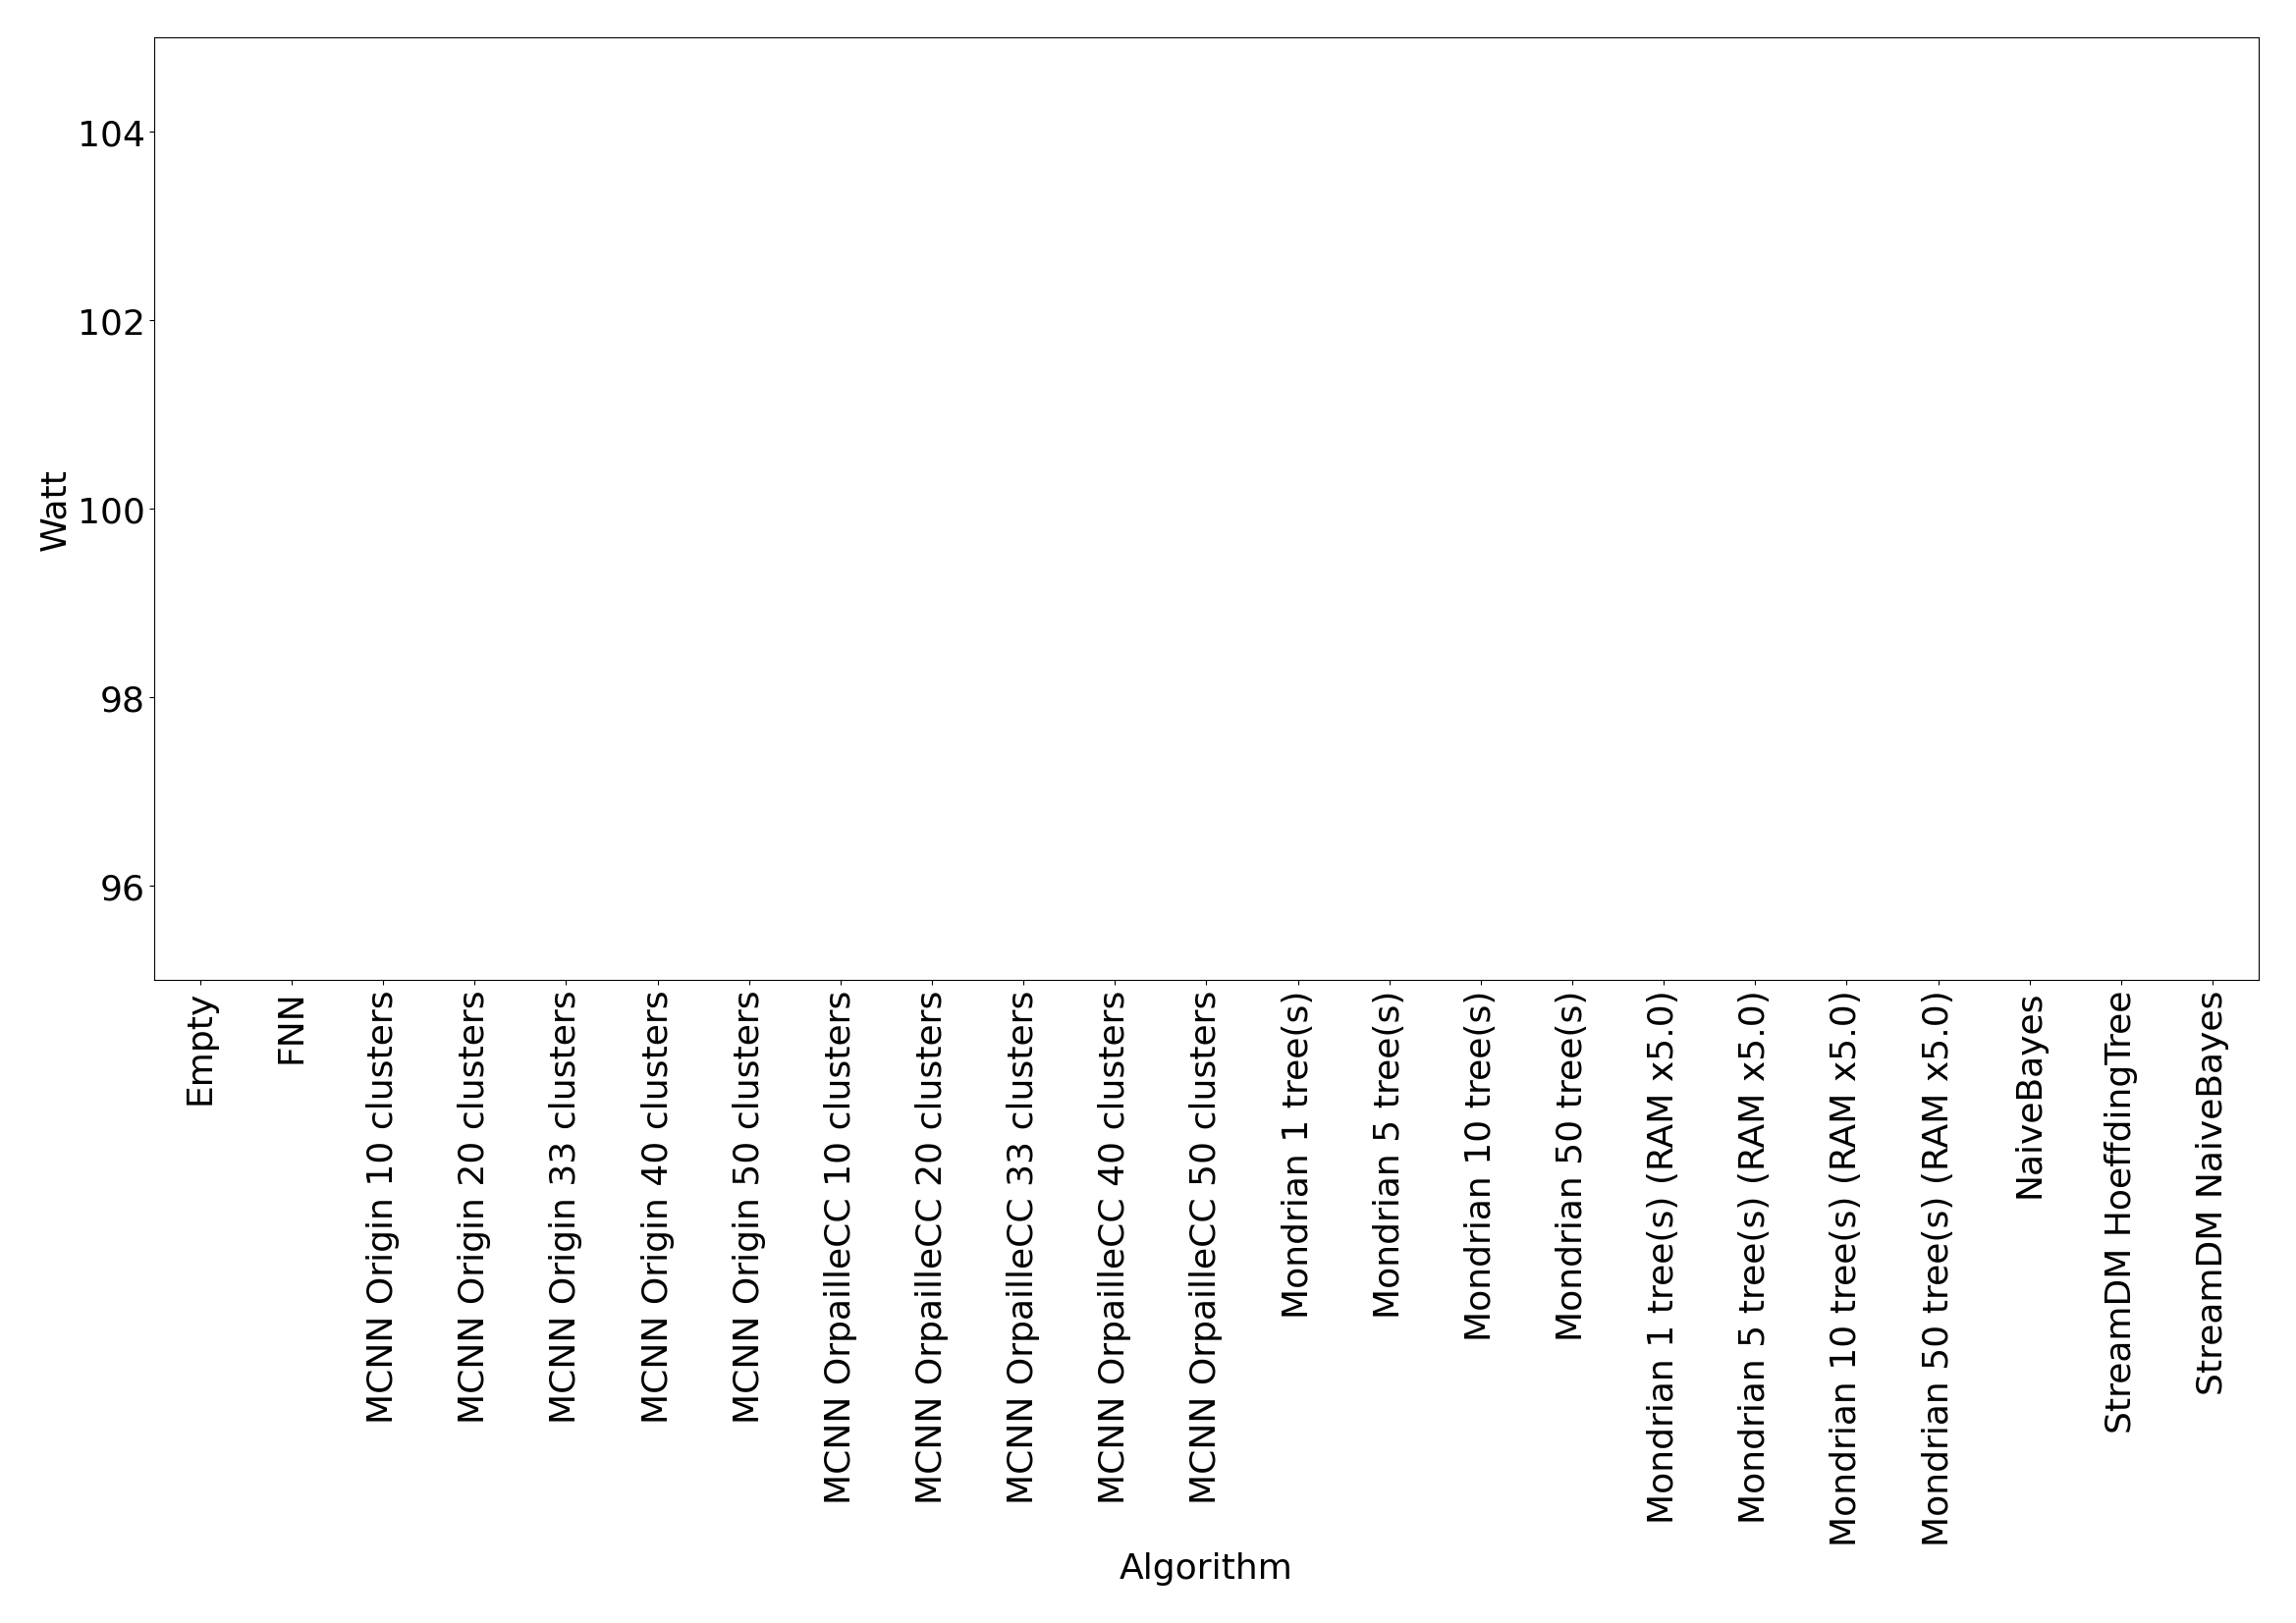 104
102
100
98
96
Watt
Empty
FNN
MCNN Origin 10 clusters
MCNN Origin 20 clusters
MCNN Origin 33 clusters
MCNN Origin 40 clusters
MCNN Origin 50 clusters
MCNN OrpailleCC 10 clusters
MCNN OrpailleCC 20 clusters
MCNN OrpailleCC 33 clusters
MCNN OrpailleCC 40 clusters
MCNN OrpailleCC 50 clusters
Mondrian 1 tree(s)
Mondrian 5 tree(s)
Mondrian 10 tree(s)
Mondrian 50 tree(s)
Mondrian 1 tree(s) (RAM x5.0)
Mondrian 5 tree(s) (RAM x5.0)
Mondrian 10 tree(s) (RAM x5.0)
Mondrian 50 tree(s) (RAM x5.0)
NaiveBayes
StreamDM HoeffdingTree
StreamDM NaiveBayes
Algorithm